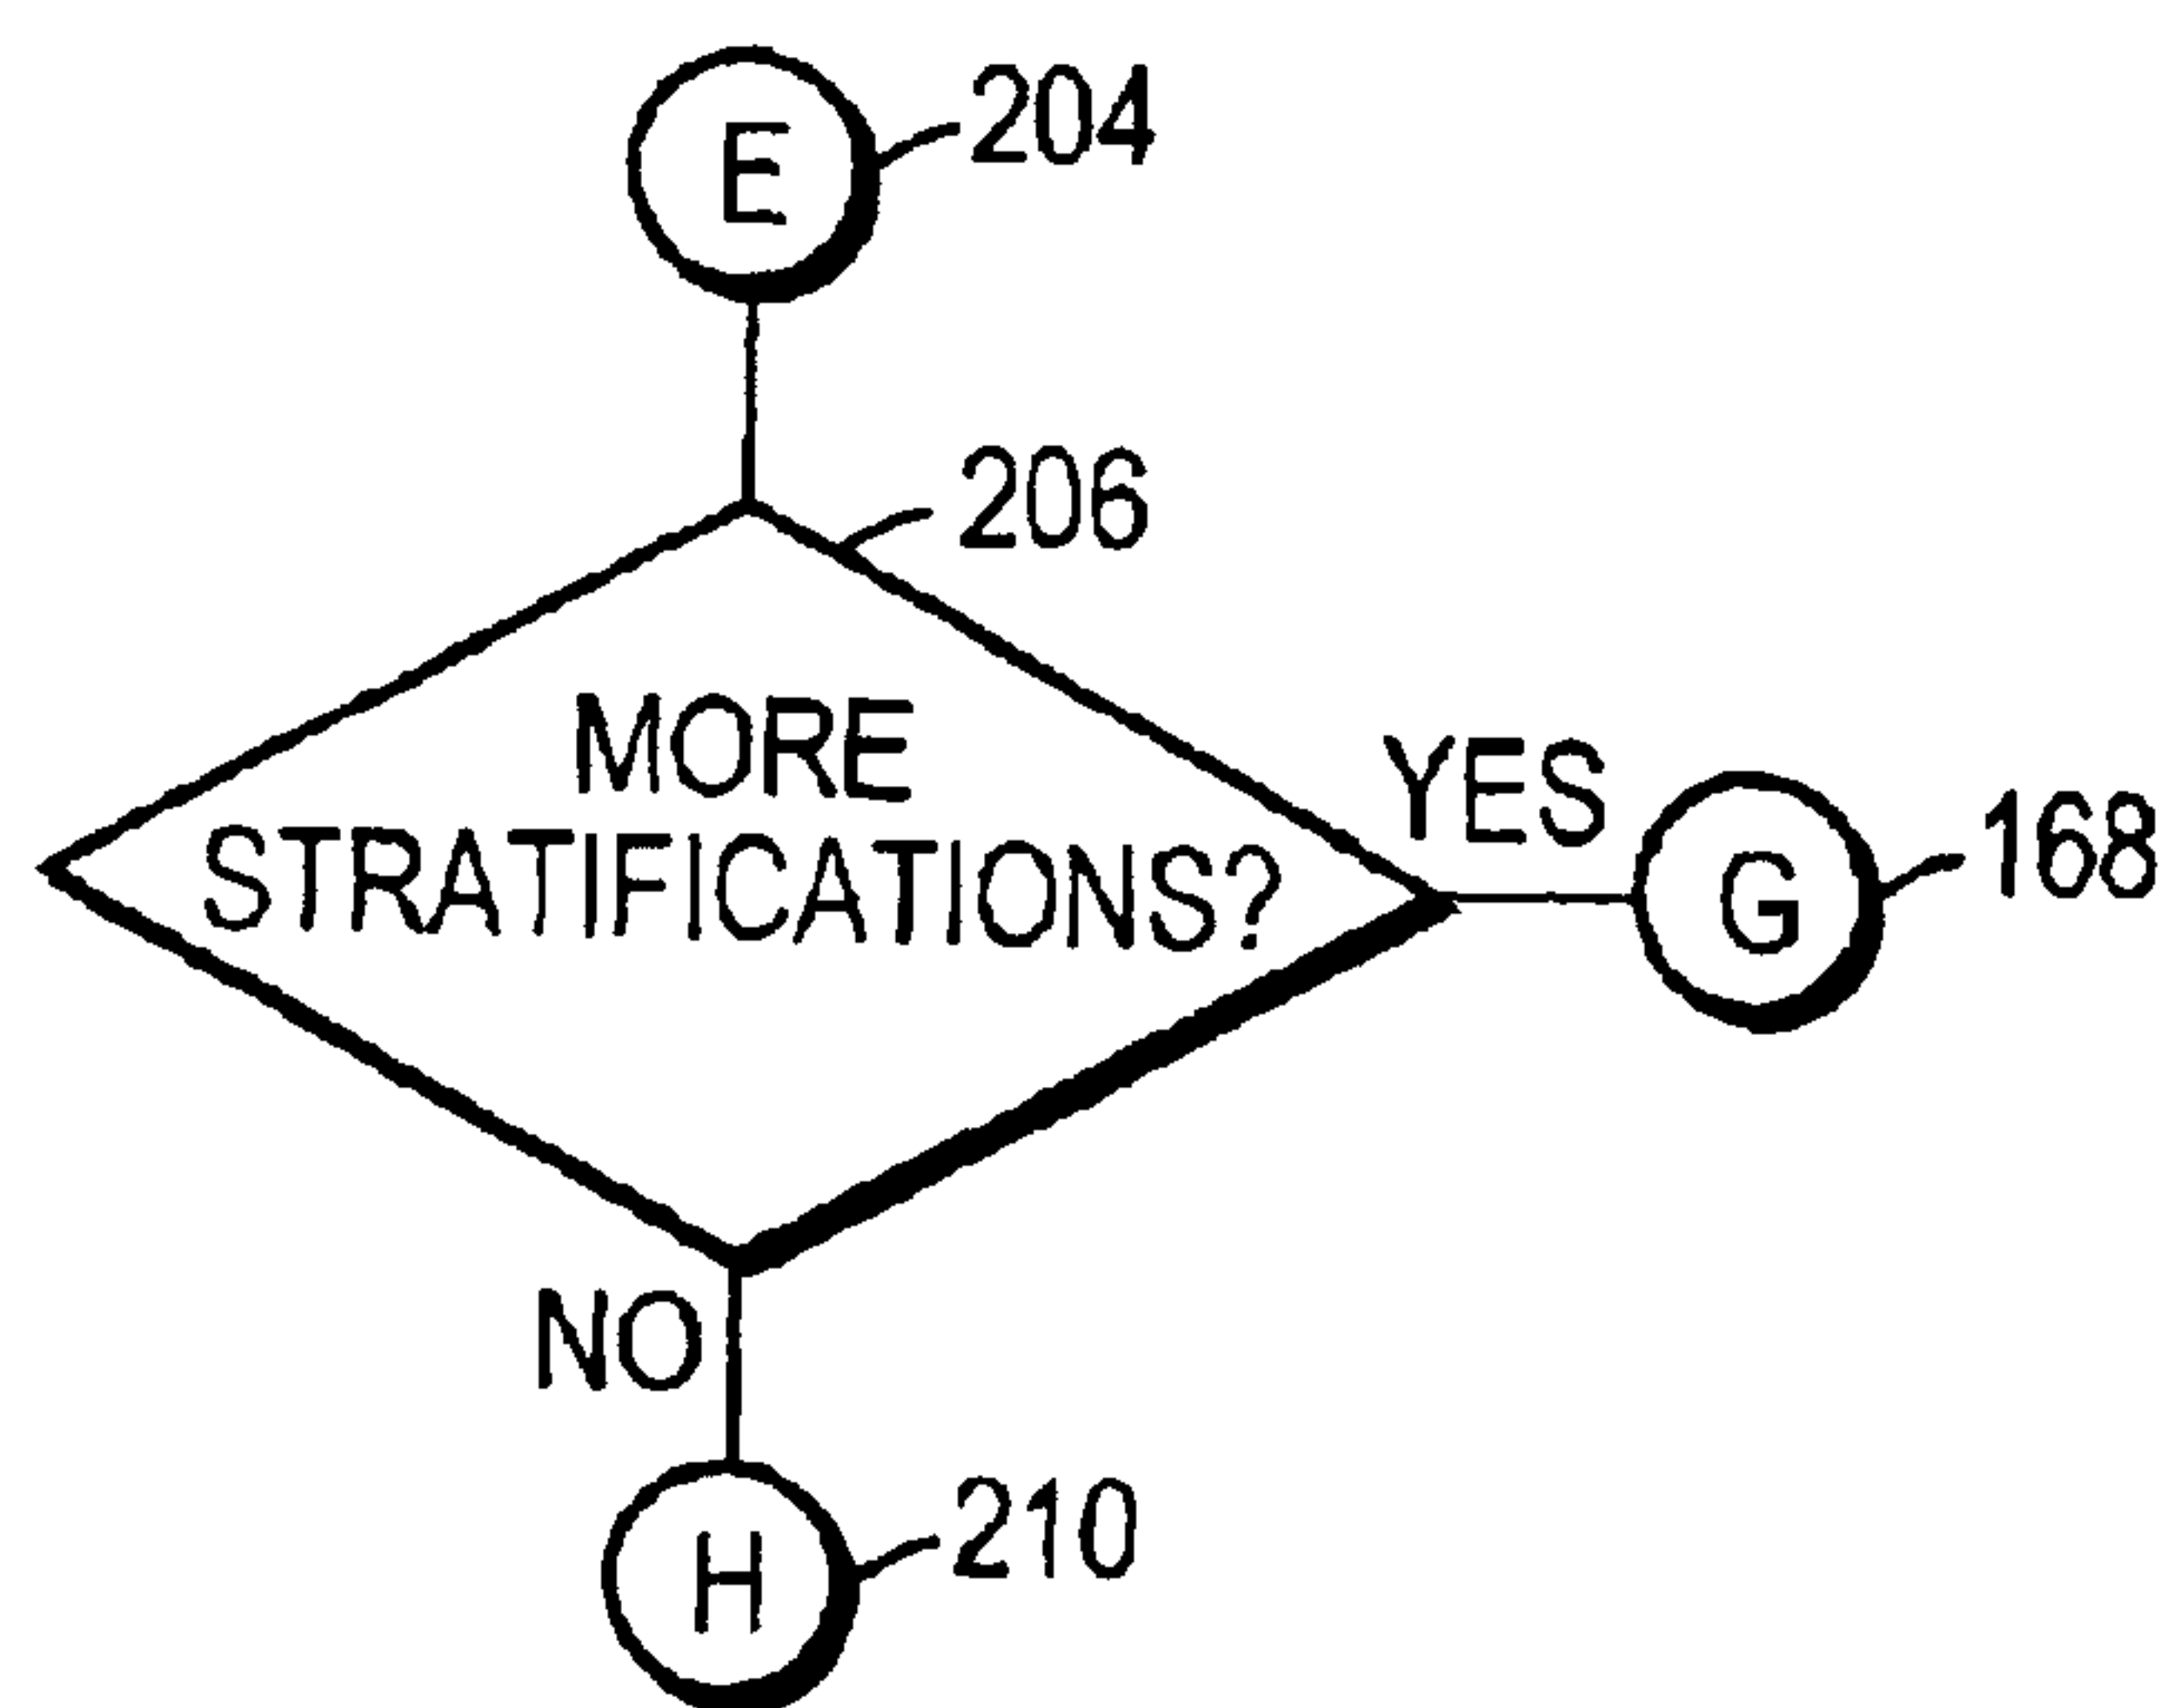 E
204
206
MORE
STRATIFICATIONS?
YES
G
168
NO
H
210